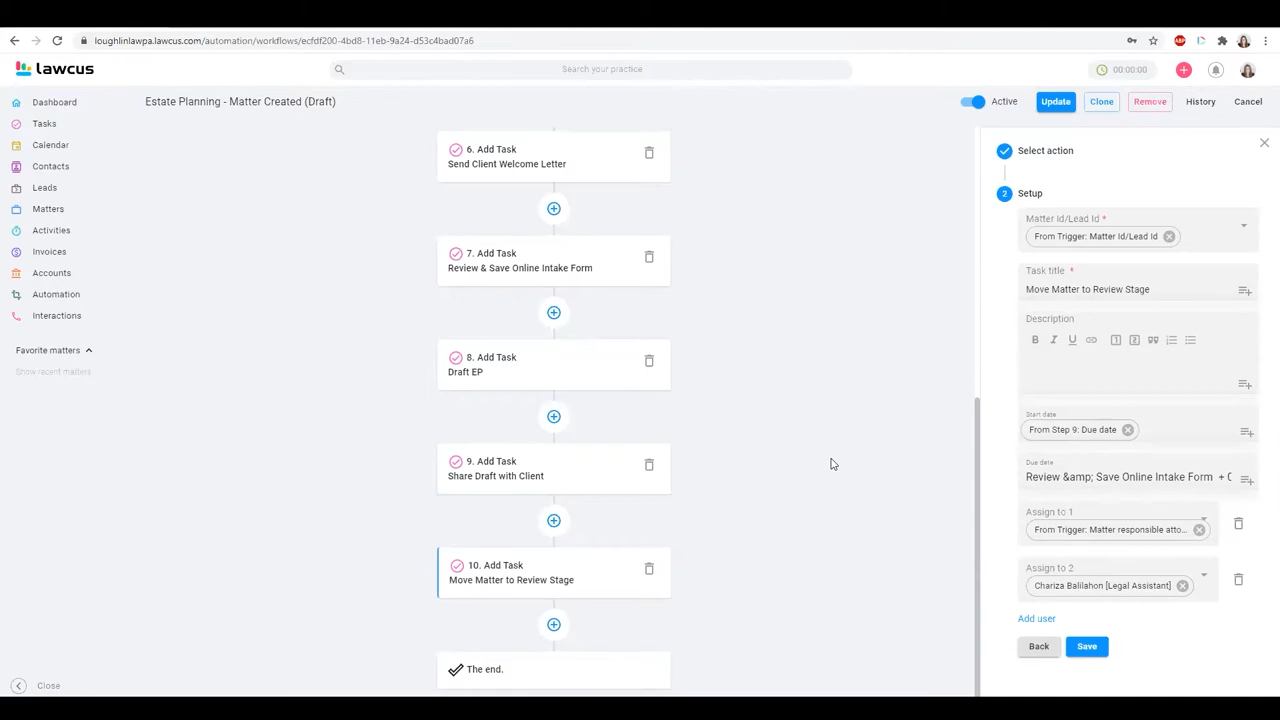 loughlinlawpa.lawcus.com/automation/workflows/ecfdf200-4bd8-11eb-9a24-d53c4bad07a6
ABP
lawcus
Search your practice
00:00:00
Dashboard
Tasks
Calendar
Contacts
Leads
Matters
Activities
Invoices
Accounts
Automation
Interactions
Favorite matters
Show recent matters
Close
Estate Planning - Matter Created (Draft)
Active
Update
Clone
Remove
History
Cancel
6. Add Task
Send Client Welcome Letter
7. Add Task
Review & Save Online Intake Form
8. Add Task
Draft EP
9. Add Task
Share Draft with Client
10. Add Task
Move Matter to Review Stage
The end.
Select action
2 Setup
Matter Id/Lead Id *
From Trigger: Matter Id/Lead Id
Task title *
Move Matter to Review Stage
Description
B I U
Start date
From Step 9: Due date
Due date
Review &amp; Save Online Intake Form + 
Assign to 1
From Trigger: Matter responsible atto...
Assign to 2
Chariza Balilahon [Legal Assistant]
Add user
Back
Save